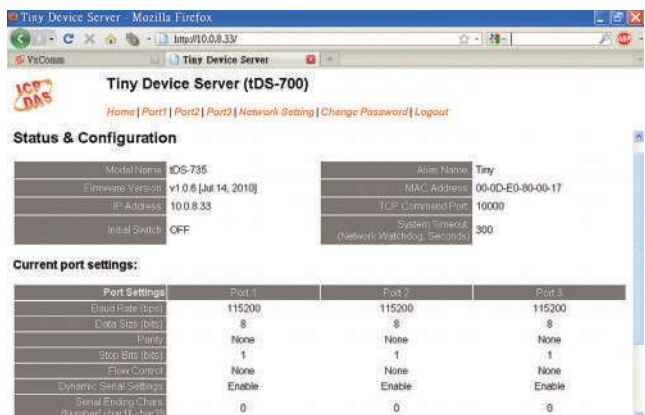 Tiny Device Server - Mozilla Firefox
http://10.0.8.33/
VxComm Tiny Device Server
ICP DAS
Tiny Device Server (tDS-700)
Home | Port1 | Port2 | Port3 | Network Setting | Change Password | Logout
Status & Configuration
Model Name tDS-735 Alias Name Tiny
Firmware Version v1.0.6 [Jul.14, 2010] MAC Address 00-0D-E0-80-00-17
IP Address 10.0.8.33 TCP Command Port 10000
Initial Switch OFF System Timeout (Network Watchdog, Seconds) 300
Current port settings:
Port Settings Port 1 Port 2 Port 3
Baud Rate (bps) 115200 115200 115200
Data Size (bits) 8 8 8
Parity None None None
Stop Bits (bits) 1 1 1
Flow Control None None None
Dynamic Serial Settings Enable Enable Enable
Serial Ending Chars 0 0 0